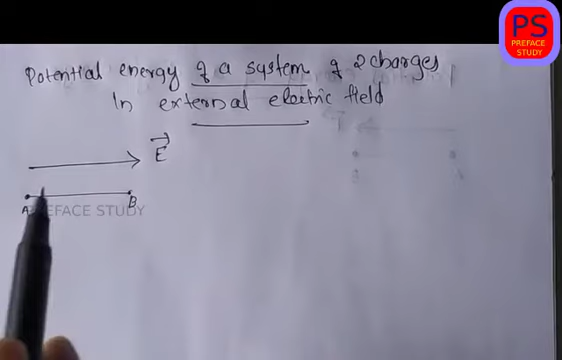 PS
PREFACE
STUDY
Potential energy of a system of 2 charges
In external electric field
E
A B
PREFACE STUDY